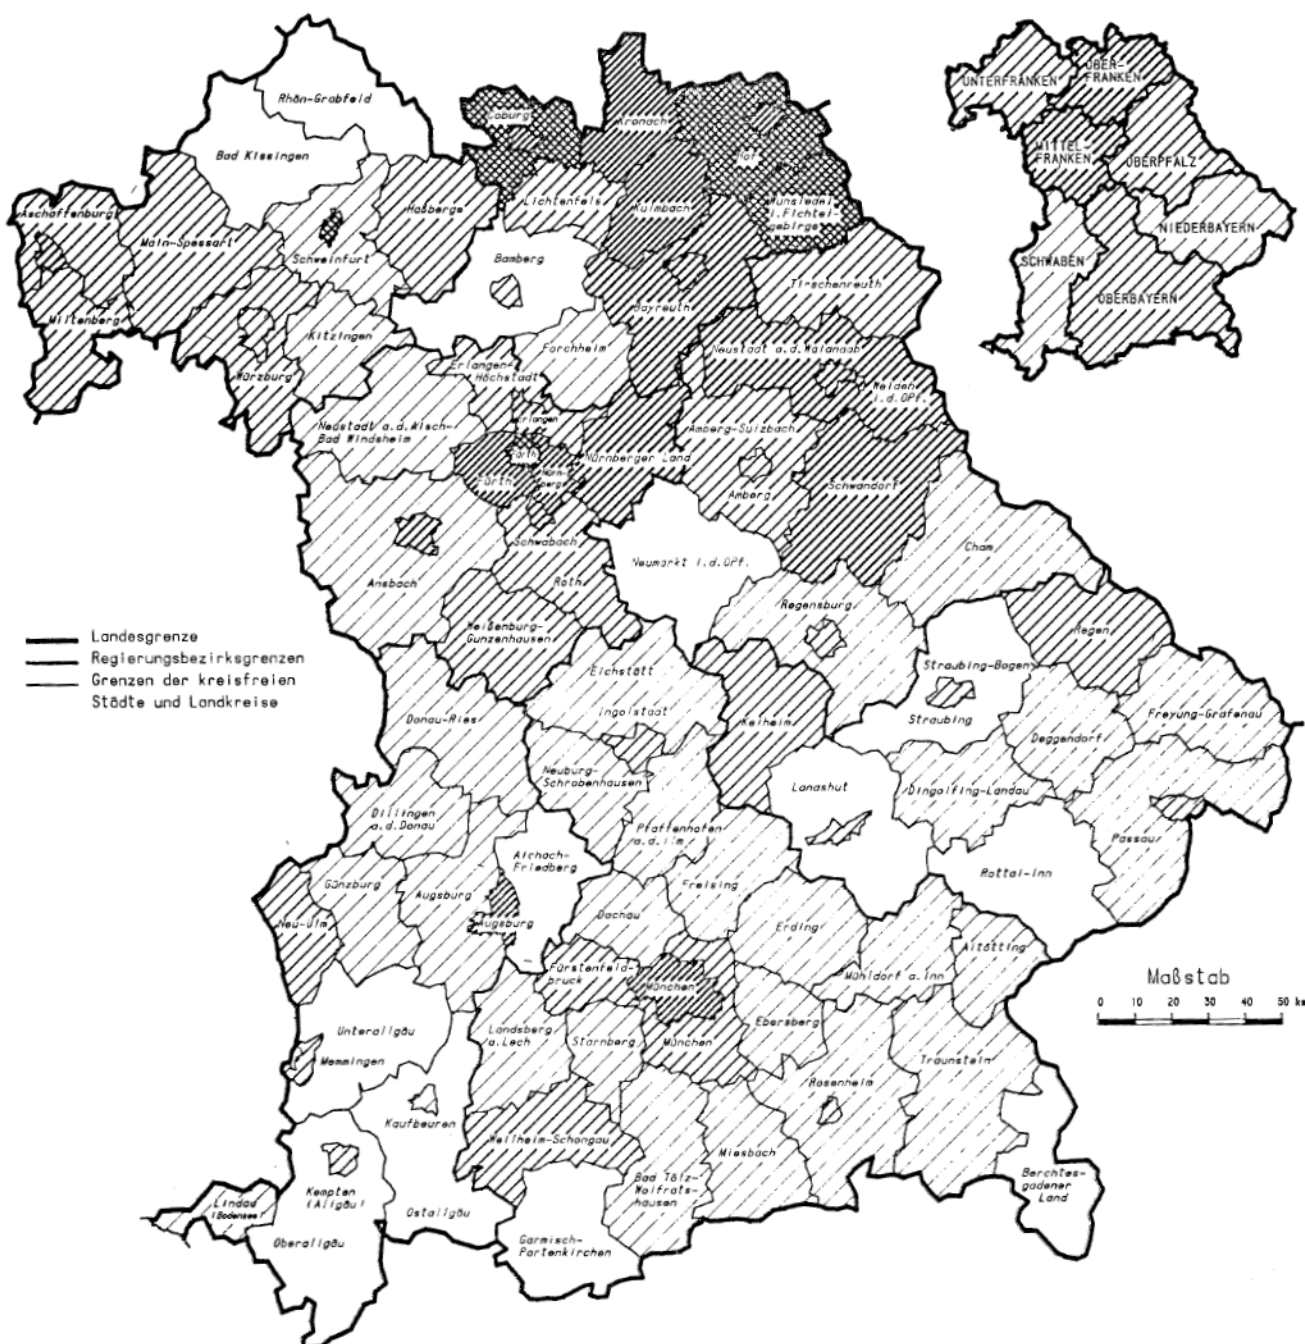 Rhön-Grabfeld
Bad Kissingen
Coburg
Kronach
Hof
Wunsiedel
i.Fichtel-
gebirge
Aschaffenburg
Main-Spessart
Haßberge
Lichtenfels
Kulmbach
Schweinfurt
Bamberg
Tirschenreuth
Miltenberg
Kitzingen
Bayreuth
Würzburg
Erlangen-
Höchstadt
Forchheim
Neustadt a.d.Waldnaab
Weiden
i.d.OPf.
Neustadt a.d.Aisch-
Bad Windsheim
Erlangen
Fürth
Fürth
Nürn-
berg
Nürnberger Land
Amberg-Sulzbach
Amberg
Schwandorf
Schwabach
Roth
Ansbach
Neumarkt i.d.OPf.
Cham
Regensburg
Weißenburg-
Gunzenhausen
Regen
Eichstätt
Ingolstadt
Straubing-Bogen
Straubing
Donau-Ries
Kelheim
Deggendorf
Freyung-Grafenau
Neuburg-
Schrobenhausen
Landshut
Dingolfing-Landau
Dillingen
a.d.Donau
Pfaffenhofen
a.d.Ilm
Passau
Aichach-
Friedberg
Günzburg
Augsburg
Freising
Rottal-Inn
Neu-Ulm
Augsburg
Dachau
Erding
Mühldorf a.Inn
Altötting
Fürstenfeld-
bruck
München
Unterallgäu
Memmingen
Landsberg
a.Lech
Starnberg
München
Ebersberg
Traunstein
Rosenheim
Kaufbeuren
Weilheim-Schongau
Miesbach
Bad Tölz-
Wolfrats-
hausen
Berchtes-
gadener
Land
Lindau
(Bodensee)
Kempten
(Allgäu)
Ostallgäu
Oberallgäu
Garmisch-
Partenkirchen
UNTERFRANKEN
OBER-
FRANKEN
MITTEL-
FRANKEN
OBERPFALZ
NIEDERBAYERN
SCHWABEN
OBERBAYERN
Landesgrenze
Regierungsbezirksgrenzen
Grenzen der kreisfreien
Städte und Landkreise
Maßstab
0 10 20 30 40 50 km